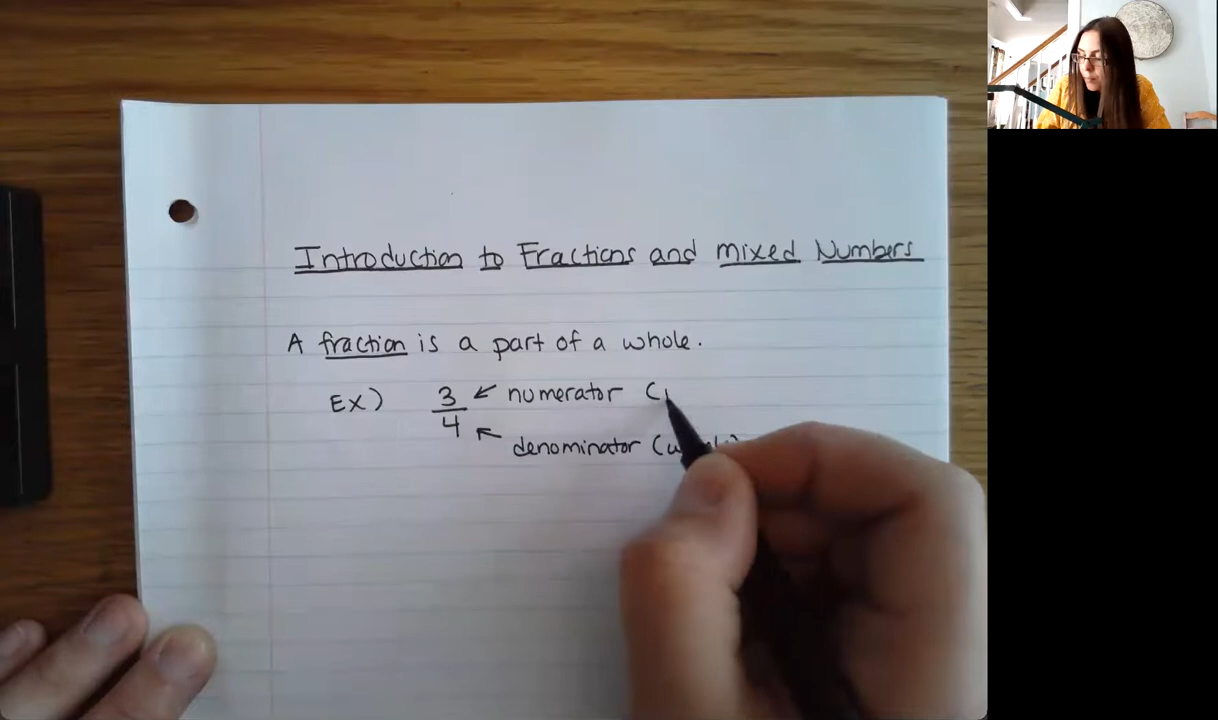 Introduction to Fractions and mixed Numbers
A fraction is a part of a whole.
Ex) 3/4 ← numerator (
← denominator (